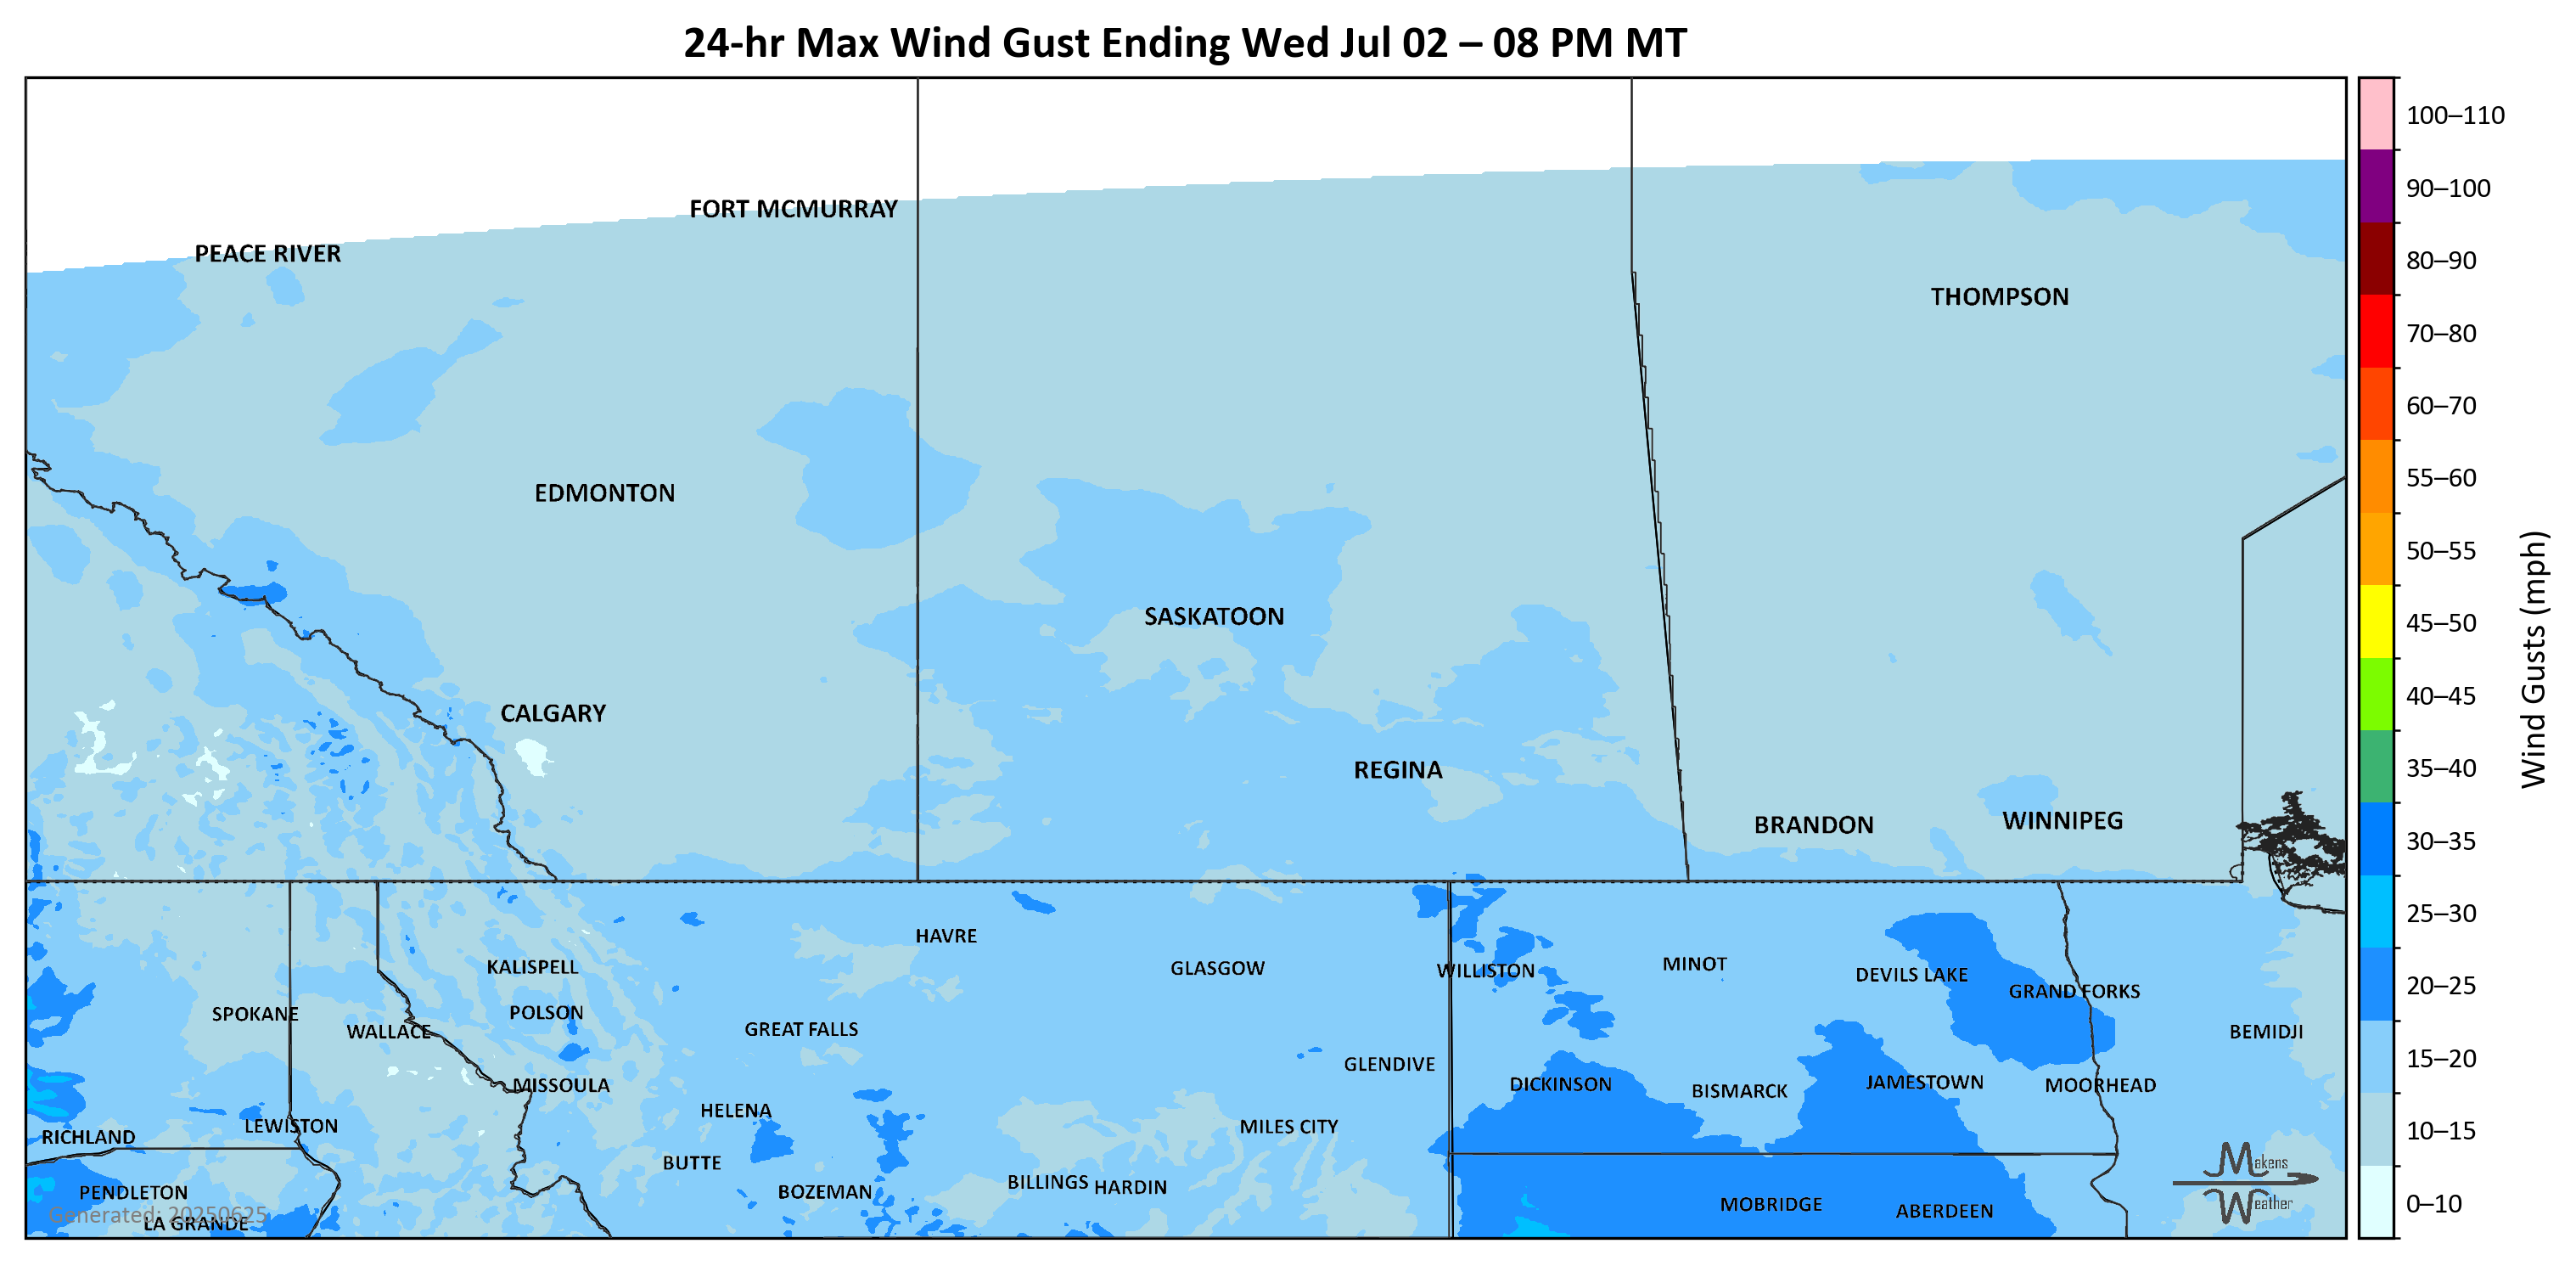 24-hr Max Wind Gust Ending Wed Jul 02 – 08 PM MT
100–110
90–100
80–90
70–80
60–70
55–60
50–55
45–50
40–45
35–40
30–35
25–30
20–25
15–20
10–15
0–10
Wind Gusts (mph)
FORT MCMURRAY
PEACE RIVER
THOMPSON
EDMONTON
SASKATOON
CALGARY
REGINA
BRANDON
WINNIPEG
HAVRE
KALISPELL
GLASGOW
WILLISTON
MINOT
DEVILS LAKE
GRAND FORKS
SPOKANE
POLSON
WALLACE
GREAT FALLS
BEMIDJI
GLENDIVE
MISSOULA
DICKINSON
BISMARCK
JAMESTOWN
MOORHEAD
HELENA
LEWISTON
MILES CITY
RICHLAND
BUTTE
PENDLETON
BOZEMAN
BILLINGS
HARDIN
MOBRIDGE
ABERDEEN
LA GRANDE
Generated: 20250625
Makens
Weather